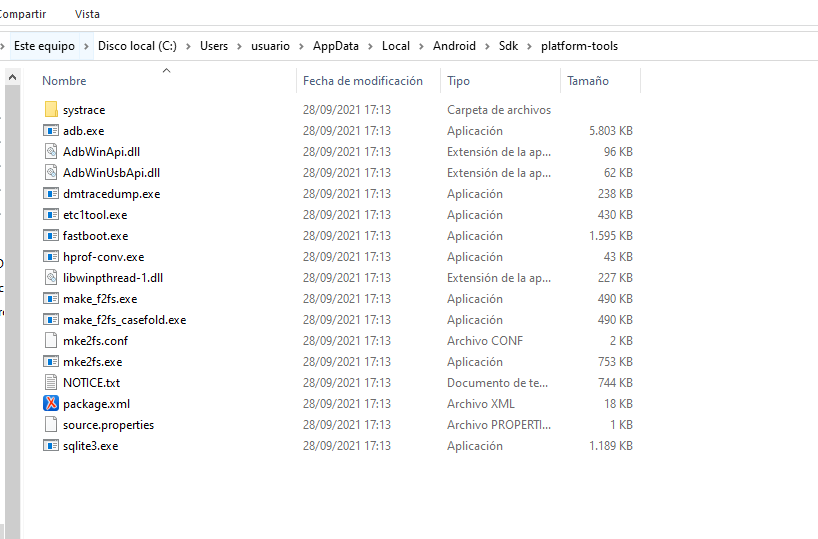 Compartir Vista
Este equipo > Disco local (C:) > Users > usuario > AppData > Local > Android > Sdk > platform-tools
Nombre Fecha de modificación Tipo Tamaño
systrace 28/09/2021 17:13 Carpeta de archivos
adb.exe 28/09/2021 17:13 Aplicación 5.803 KB
AdbWinApi.dll 28/09/2021 17:13 Extensión de la ap... 96 KB
AdbWinUsbApi.dll 28/09/2021 17:13 Extensión de la ap... 62 KB
dmtracedump.exe 28/09/2021 17:13 Aplicación 238 KB
etc1tool.exe 28/09/2021 17:13 Aplicación 430 KB
fastboot.exe 28/09/2021 17:13 Aplicación 1.595 KB
hprof-conv.exe 28/09/2021 17:13 Aplicación 43 KB
libwinpthread-1.dll 28/09/2021 17:13 Extensión de la ap... 227 KB
make_f2fs.exe 28/09/2021 17:13 Aplicación 490 KB
make_f2fs_casefold.exe 28/09/2021 17:13 Aplicación 490 KB
mke2fs.conf 28/09/2021 17:13 Archivo CONF 2 KB
mke2fs.exe 28/09/2021 17:13 Aplicación 753 KB
NOTICE.txt 28/09/2021 17:13 Documento de te... 744 KB
package.xml 28/09/2021 17:13 Archivo XML 18 KB
source.properties 28/09/2021 17:13 Archivo PROPERTI... 1 KB
sqlite3.exe 28/09/2021 17:13 Aplicación 1.189 KB